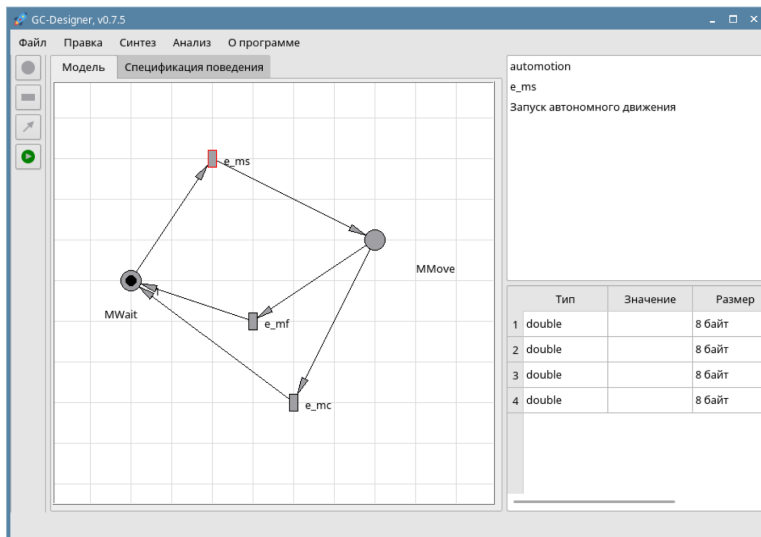 GC-Designer, v0.7.5
Файл Правка Синтез Анализ О программе
Модель Спецификация поведения
automotion
e_ms
Запуск автономного движения
e_ms
MMove
MWait
e_mf
e_mc
Тип Значение Размер
1 double 8 байт
2 double 8 байт
3 double 8 байт
4 double 8 байт